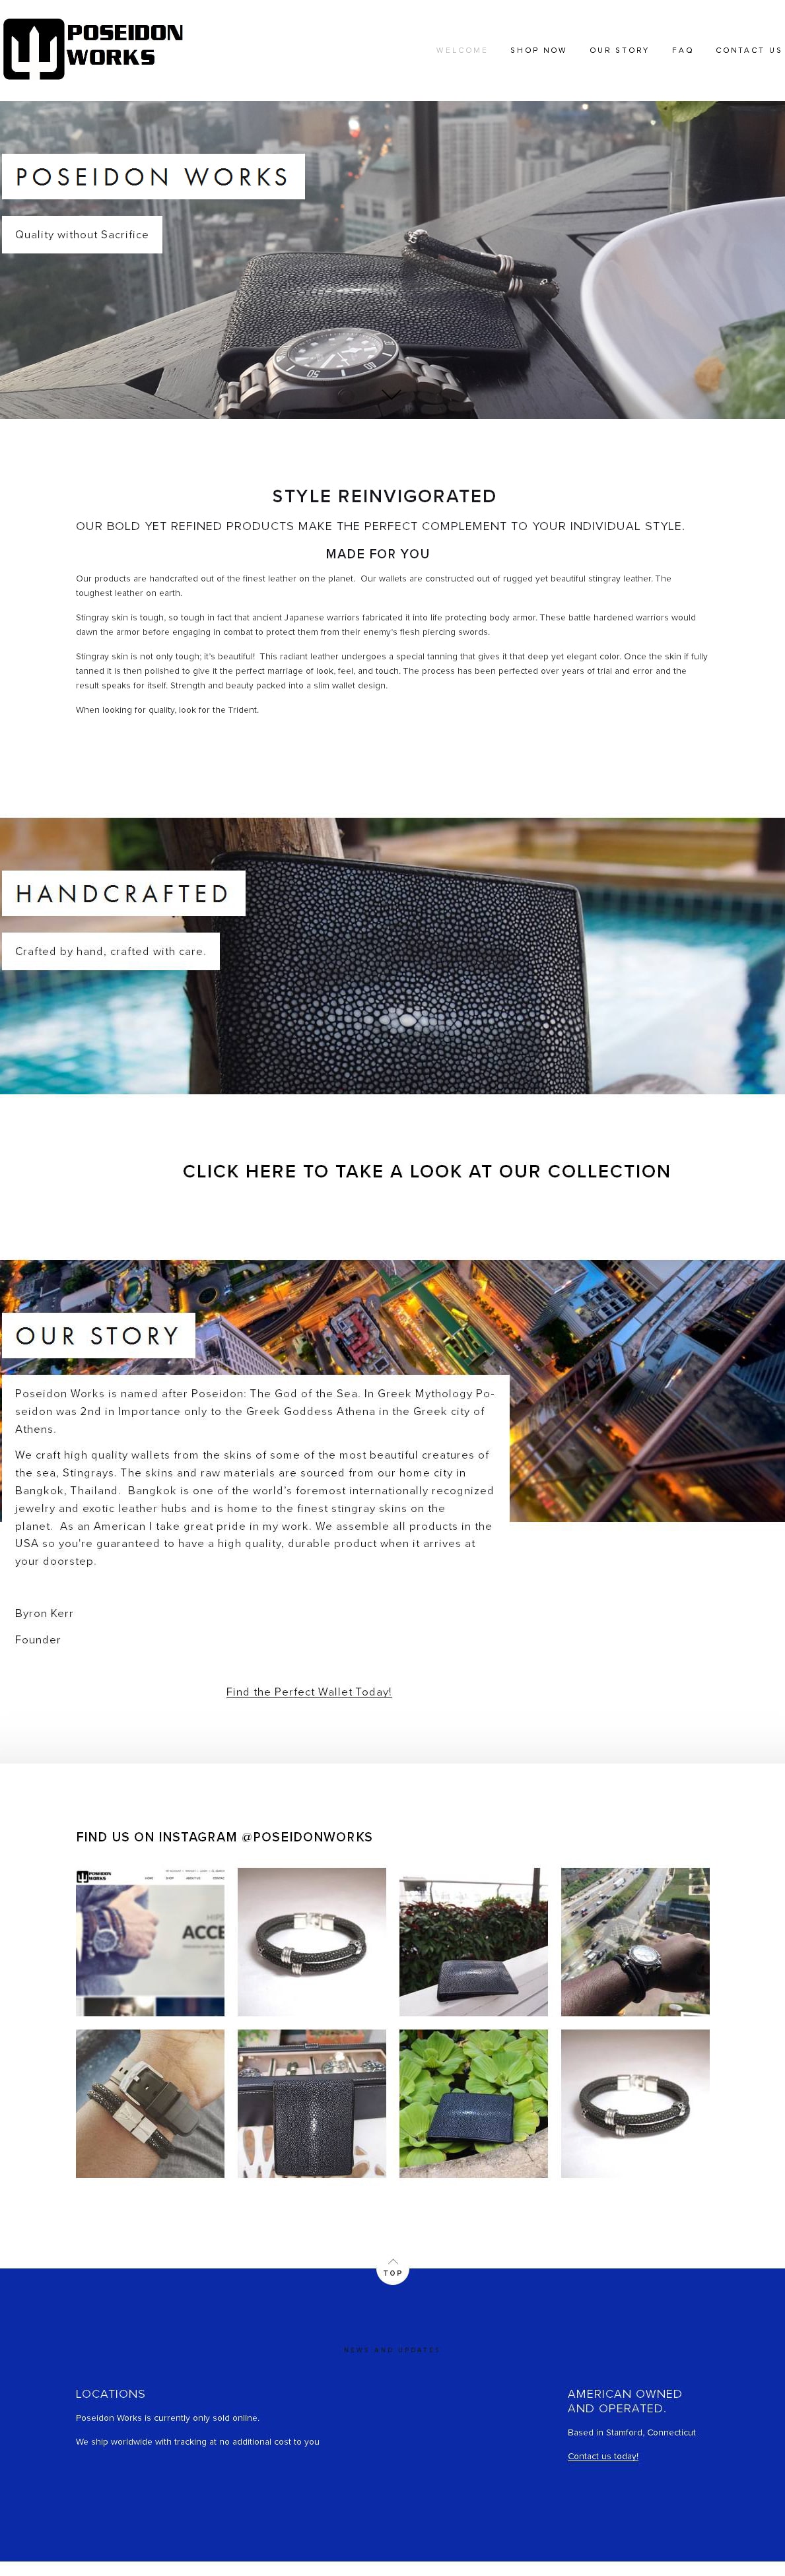 POSEIDON
WORKS
WELCOME SHOP NOW OUR STORY FAQ CONTACT US
POSEIDON WORKS
Quality without Sacrifice
STYLE REINVIGORATED
OUR BOLD YET REFINED PRODUCTS MAKE THE PERFECT COMPLEMENT TO YOUR INDIVIDUAL STYLE.
MADE FOR YOU
Our products are handcrafted out of the finest leather on the planet.  Our wallets are constructed out of rugged yet beautiful stingray leather. The
toughest leather on earth.
Stingray skin is tough, so tough in fact that ancient Japanese warriors fabricated it into life protecting body armor. These battle hardened warriors would
dawn the armor before engaging in combat to protect them from their enemy's flesh piercing swords.
Stingray skin is not only tough; it's beautiful!  This radiant leather undergoes a special tanning that gives it that deep yet elegant color. Once the skin if fully
tanned it is then polished to give it the perfect marriage of look, feel, and touch. The process has been perfected over years of trial and error and the
result speaks for itself. Strength and beauty packed into a slim wallet design.
When looking for quality, look for the Trident.
HANDCRAFTED
Crafted by hand, crafted with care.
CLICK HERE TO TAKE A LOOK AT OUR COLLECTION
OUR STORY
Poseidon Works is named after Poseidon: The God of the Sea. In Greek Mythology Po-
seidon was 2nd in Importance only to the Greek Goddess Athena in the Greek city of
Athens.
We craft high quality wallets from the skins of some of the most beautiful creatures of
the sea, Stingrays. The skins and raw materials are sourced from our home city in
Bangkok, Thailand.  Bangkok is one of the world's foremost internationally recognized
jewelry and exotic leather hubs and is home to the finest stingray skins on the
planet.  As an American I take great pride in my work. We assemble all products in the
USA so you're guaranteed to have a high quality, durable product when it arrives at
your doorstep.
Byron Kerr
Founder
Find the Perfect Wallet Today!
FIND US ON INSTAGRAM @POSEIDONWORKS
POSEIDON
WORKS
ACCE
TOP
NEWS AND UPDATES
LOCATIONS
Poseidon Works is currently only sold online.
We ship worldwide with tracking at no additional cost to you
AMERICAN OWNED
AND OPERATED.
Based in Stamford, Connecticut
Contact us today!